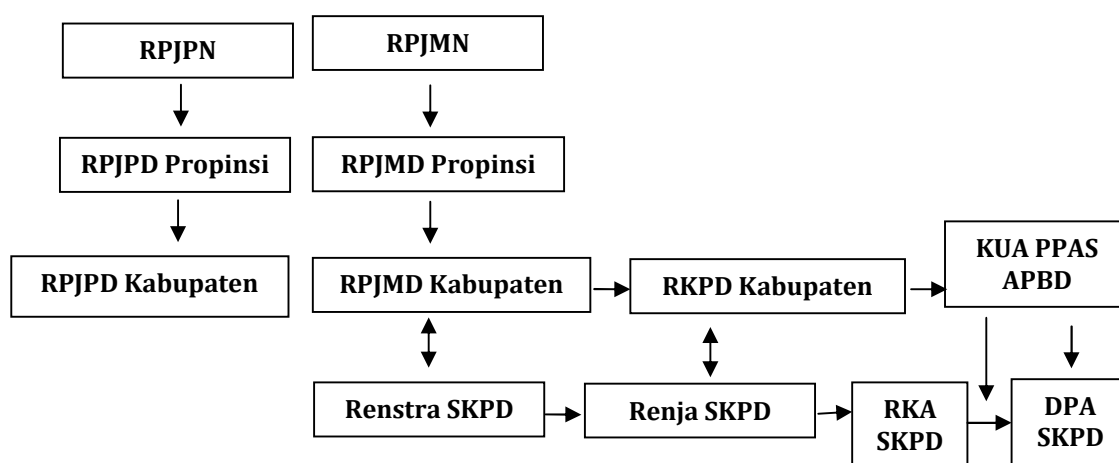 RPJPN
RPJMN
RPJPD Propinsi
RPJMD Propinsi
RPJPD Kabupaten
RPJMD Kabupaten
RKPD Kabupaten
KUA PPAS
APBD
Renstra SKPD
Renja SKPD
RKA
SKPD
DPA
SKPD